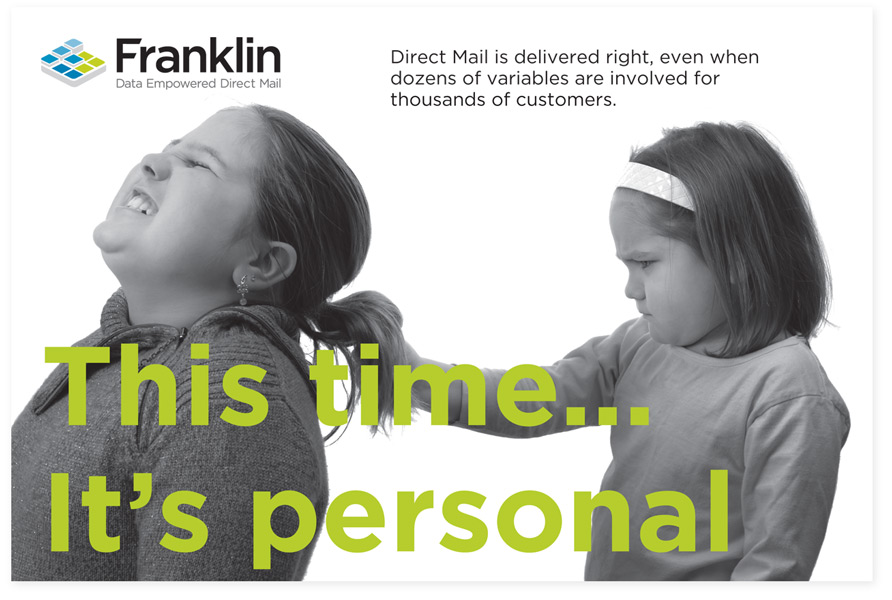 Franklin
Data Empowered Direct Mail
Direct Mail is delivered right, even when
dozens of variables are involved for
thousands of customers.
This time...
It’s personal